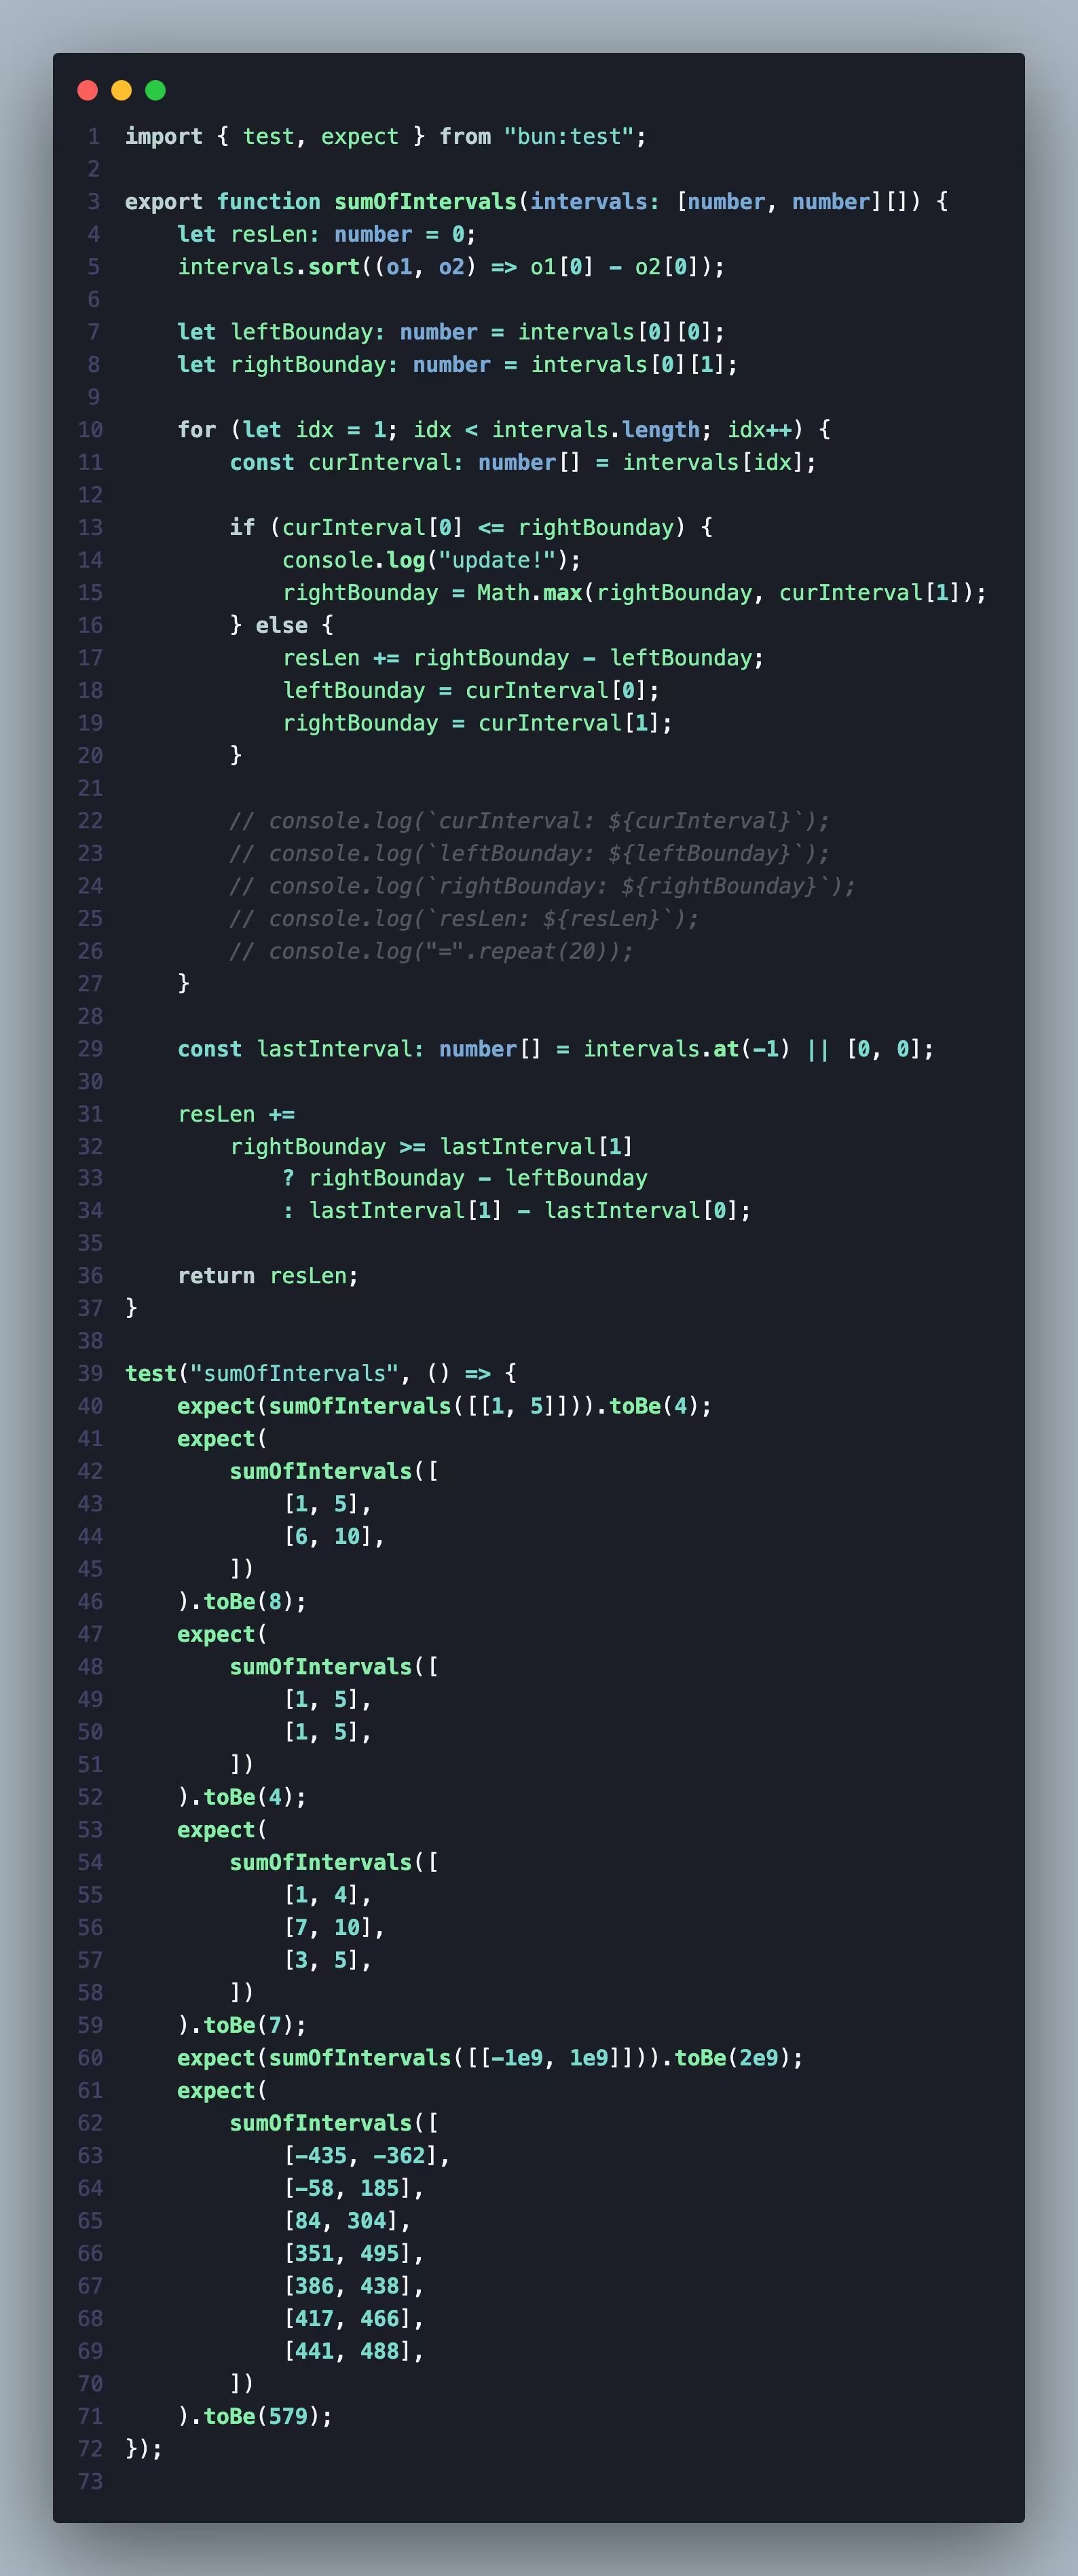 1 import { test, expect } from "bun:test";
2
3 export function sumOfIntervals(intervals: [number, number][]) {
4     let resLen: number = 0;
5     intervals.sort((o1, o2) => o1[0] - o2[0]);
6
7     let leftBounday: number = intervals[0][0];
8     let rightBounday: number = intervals[0][1];
9
10     for (let idx = 1; idx < intervals.length; idx++) {
11         const curInterval: number[] = intervals[idx];
12
13         if (curInterval[0] <= rightBounday) {
14             console.log("update!");
15             rightBounday = Math.max(rightBounday, curInterval[1]);
16         } else {
17             resLen += rightBounday - leftBounday;
18             leftBounday = curInterval[0];
19             rightBounday = curInterval[1];
20         }
21
22         // console.log(`curInterval: ${curInterval}`);
23         // console.log(`leftBounday: ${leftBounday}`);
24         // console.log(`rightBounday: ${rightBounday}`);
25         // console.log(`resLen: ${resLen}`);
26         // console.log("=".repeat(20));
27     }
28
29     const lastInterval: number[] = intervals.at(-1) || [0, 0];
30
31     resLen +=
32         rightBounday >= lastInterval[1]
33             ? rightBounday - leftBounday
34             : lastInterval[1] - lastInterval[0];
35
36     return resLen;
37 }
38
39 test("sumOfIntervals", () => {
40     expect(sumOfIntervals([[1, 5]])).toBe(4);
41     expect(
42         sumOfIntervals([
43             [1, 5],
44             [6, 10],
45         ])
46     ).toBe(8);
47     expect(
48         sumOfIntervals([
49             [1, 5],
50             [1, 5],
51         ])
52     ).toBe(4);
53     expect(
54         sumOfIntervals([
55             [1, 4],
56             [7, 10],
57             [3, 5],
58         ])
59     ).toBe(7);
60     expect(sumOfIntervals([[-1e9, 1e9]])).toBe(2e9);
61     expect(
62         sumOfIntervals([
63             [-435, -362],
64             [-58, 185],
65             [84, 304],
66             [351, 495],
67             [386, 438],
68             [417, 466],
69             [441, 488],
70         ])
71     ).toBe(579);
72 });
73